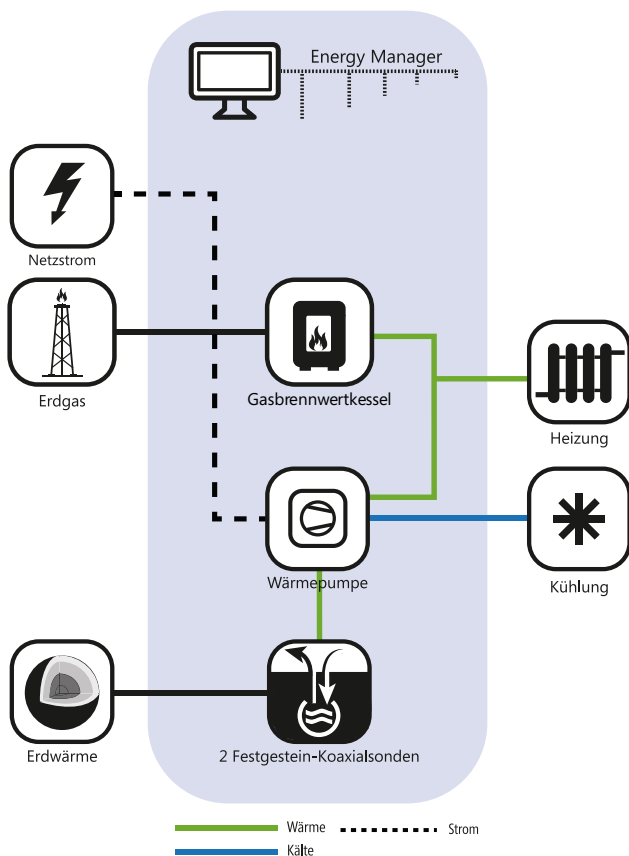 Energy Manager
Netzstrom
Erdgas
Gasbrennwertkessel
Heizung
Wärmepumpe
Kühlung
Erdwärme
2 Festgestein-Koaxialsonden
Wärme
Strom
Kälte